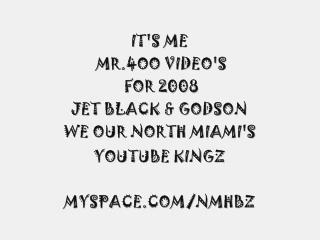 IT'S ME
MR.400 VIDEO'S
FOR 2008
JET BLACK & GODSON
WE OUR NORTH MIAMI'S
YOUTUBE KINGZ
MYSPACE.COM/NMHBZ